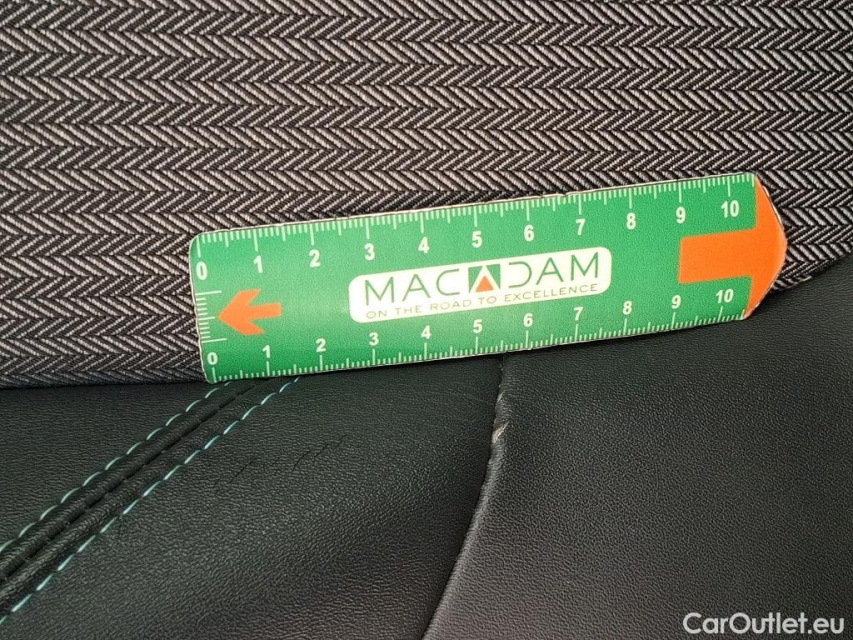 0 1 2 3 4 5 6 7 8 9 10
MACADAM
ON THE ROAD TO EXCELLENCE
0 1 2 3 4 5 6 7 8 9 10
CarOutlet.eu